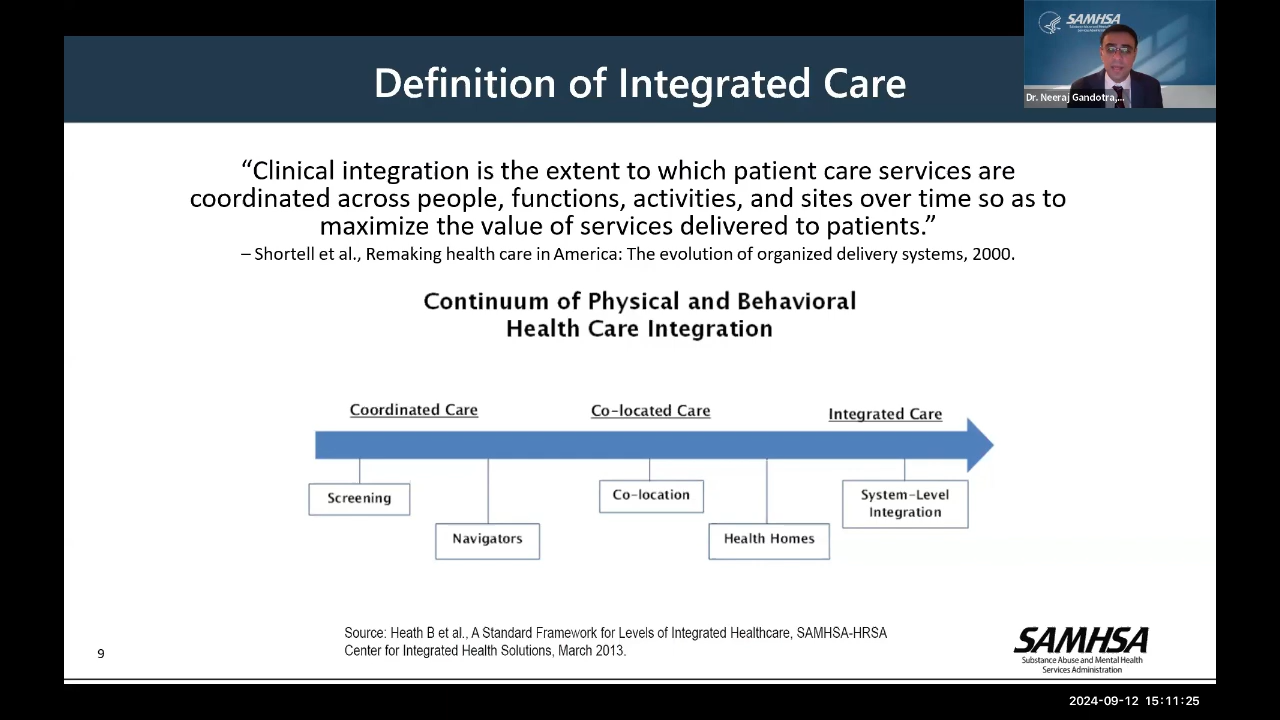 SAMHSA
Dr. Neeraj Gandotra,...
Definition of Integrated Care
“Clinical integration is the extent to which patient care services are
coordinated across people, functions, activities, and sites over time so as to
maximize the value of services delivered to patients.”
– Shortell et al., Remaking health care in America: The evolution of organized delivery systems, 2000.
Continuum of Physical and Behavioral
Health Care Integration
Coordinated Care
Co-located Care
Integrated Care
Screening
Navigators
Co-location
Health Homes
System-Level
Integration
Source: Heath B et al., A Standard Framework for Levels of Integrated Healthcare, SAMHSA-HRSA
Center for Integrated Health Solutions, March 2013.
9
SAMHSA
Substance Abuse and Mental Health
Services Administration
2024-09-12 15:11:25